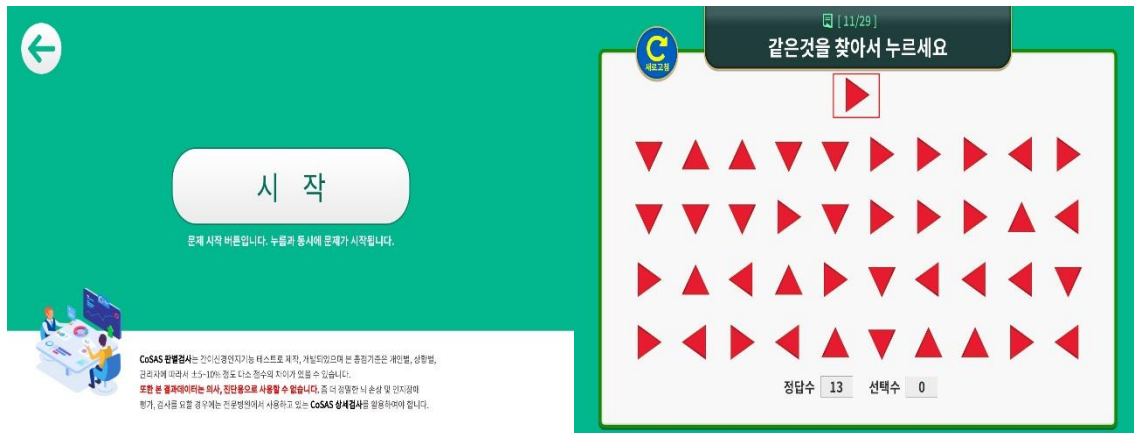 시 작
문제 시작 버튼입니다. 누름과 동시에 문제가 시작됩니다.
CoSAS 판별검사는 간이신경인지기능 테스트로 제작, 개발되었으며 본 총점기준은 개인별, 상황별,
관리자에 따라서 ±5~10% 정도 다소 점수의 차이가 있을 수 있습니다.
또한 본 결과데이터는 의사, 진단용으로 사용할 수 없습니다. 좀 더 정밀한 뇌 손상 및 인지장애
평가, 검사를 요할 경우에는 전문병원에서 사용하고 있는 CoSAS 상세검사를 활용하여야 합니다.
[ 11/29 ]
같은것을 찾아서 누르세요
새로고침
정답수 13 선택수 0